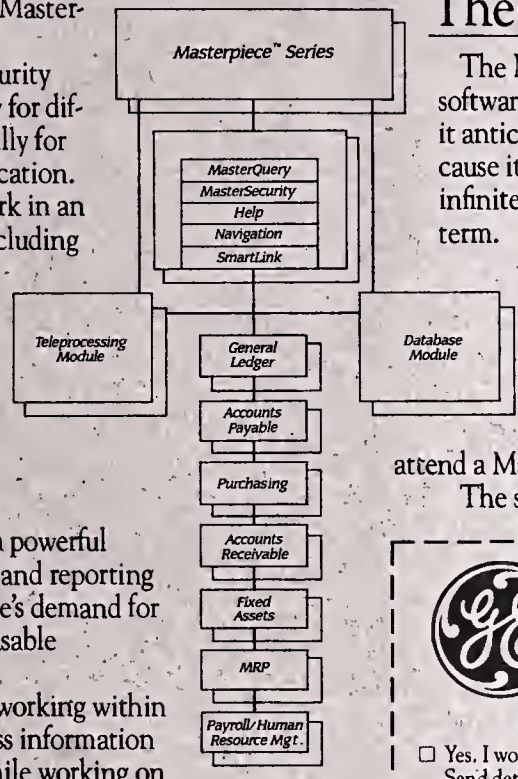 Master-
urity
for dif-
lly for
cation.
rk in an
cluding
powerful
and reporting
e's demand for
sable
working within
ss information
ile working on
Masterpiece™ Series
MasterQuery
MasterSecurity
Help
Navigation
SmartLink
Teleprocessing
Module
Database
Module
General
Ledger
Accounts
Payable
Purchasing
Accounts
Receivable
Fixed
Assets
MRP
Payroll/Human
Resource Mgt.
The
The
software
it antic
cause it
infinite
term.
attend a Ma
The s
GE
☐ Yes. I wo